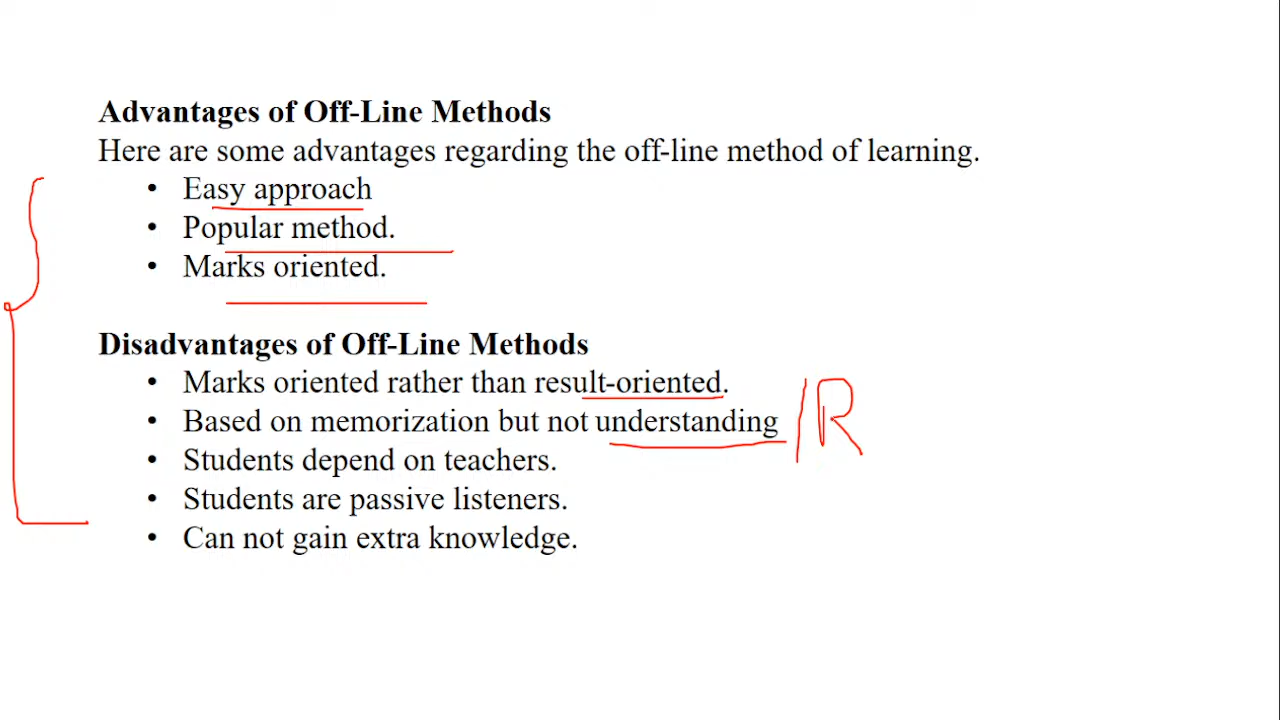 Advantages of Off-Line Methods
Here are some advantages regarding the off-line method of learning.
• Easy approach
• Popular method.
• Marks oriented.
Disadvantages of Off-Line Methods
• Marks oriented rather than result-oriented.
• Based on memorization but not understanding /R
• Students depend on teachers.
• Students are passive listeners.
• Can not gain extra knowledge.